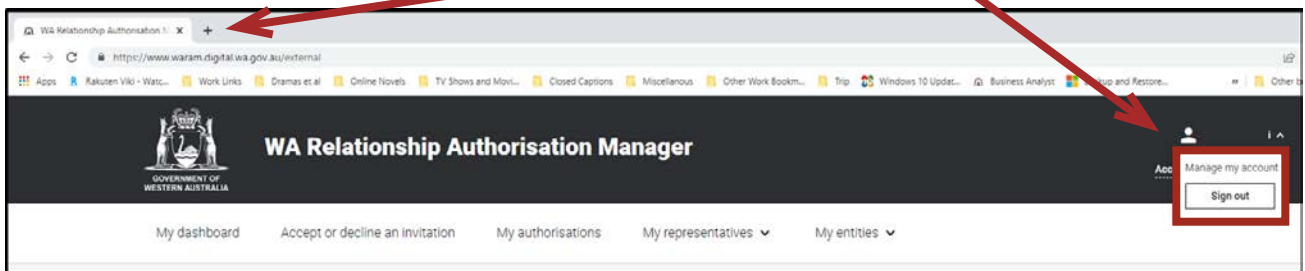 WA Relationship Authorisation M
https://www.waram.digital.wa.gov.au/external
Apps Rakuten Viki - Watc... Work Links Dramas et al Online Novels TV Shows and Movi... Closed Captions Miscellanous Other Work Bookm... Trip Windows 10 Updat... Business Analyst kup and Restore... » Other b
WA Relationship Authorisation Manager
GOVERNMENT OF
WESTERN AUSTRALIA
Acc
Manage my account
Sign out
My dashboard Accept or decline an invitation My authorisations My representatives My entities